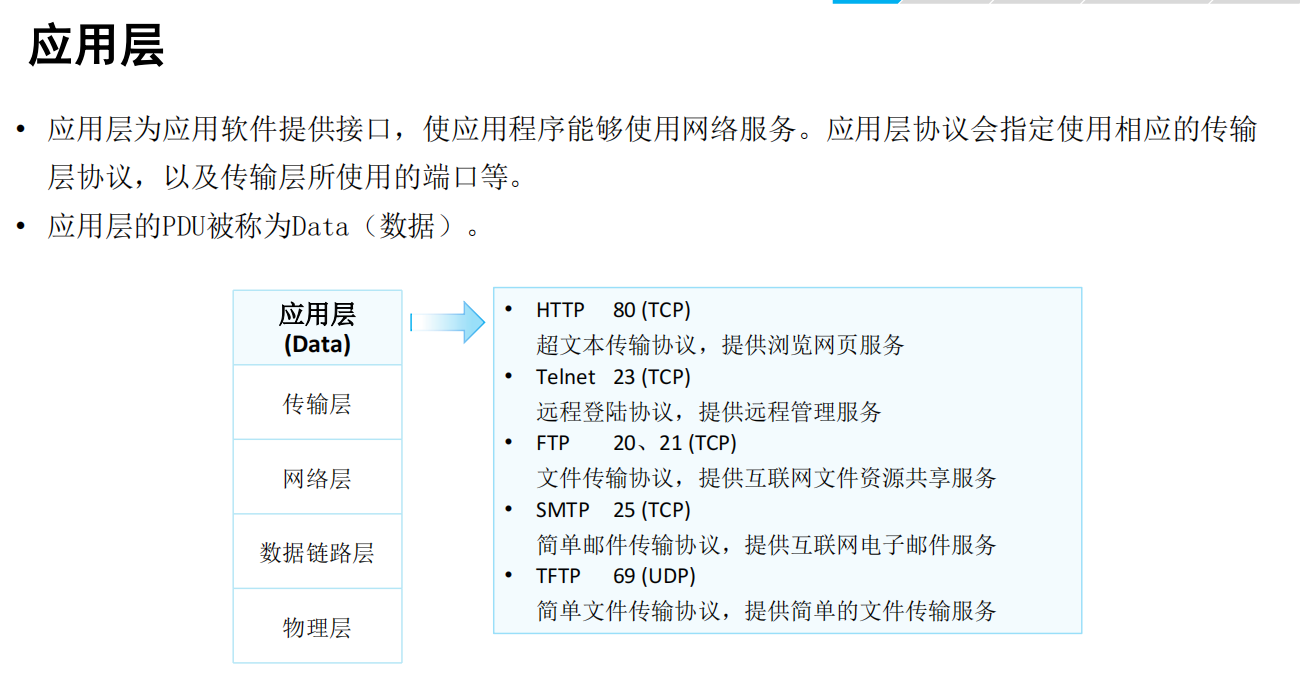 应用层
• 应用层为应用软件提供接口，使应用程序能够使用网络服务。应用层协议会指定使用相应的传输
层协议，以及传输层所使用的端口等。
• 应用层的PDU被称为Data（数据）。
应用层
(Data)
传输层
网络层
数据链路层
物理层
• HTTP 80 (TCP)
超文本传输协议，提供浏览网页服务
• Telnet 23 (TCP)
远程登陆协议，提供远程管理服务
• FTP 20、21 (TCP)
文件传输协议，提供互联网文件资源共享服务
• SMTP 25 (TCP)
简单邮件传输协议，提供互联网电子邮件服务
• TFTP 69 (UDP)
简单文件传输协议，提供简单的文件传输服务